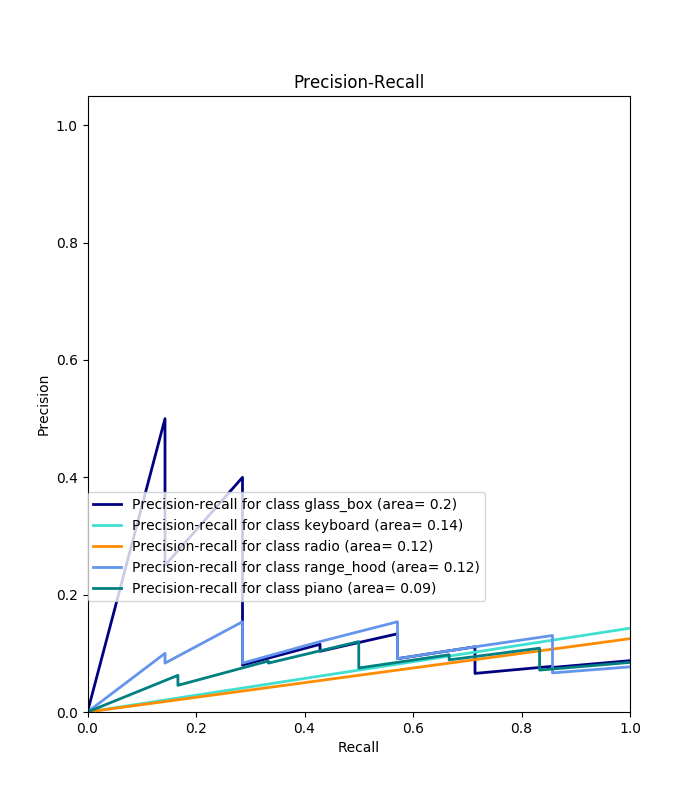 Precision-Recall
1.0
0.8
0.6
0.4
0.2
0.0
Precision
Precision-recall for class glass_box (area= 0.2)
Precision-recall for class keyboard (area= 0.14)
Precision-recall for class radio (area= 0.12)
Precision-recall for class range_hood (area= 0.12)
Precision-recall for class piano (area= 0.09)
0.0 0.2 0.4 0.6 0.8 1.0
Recall